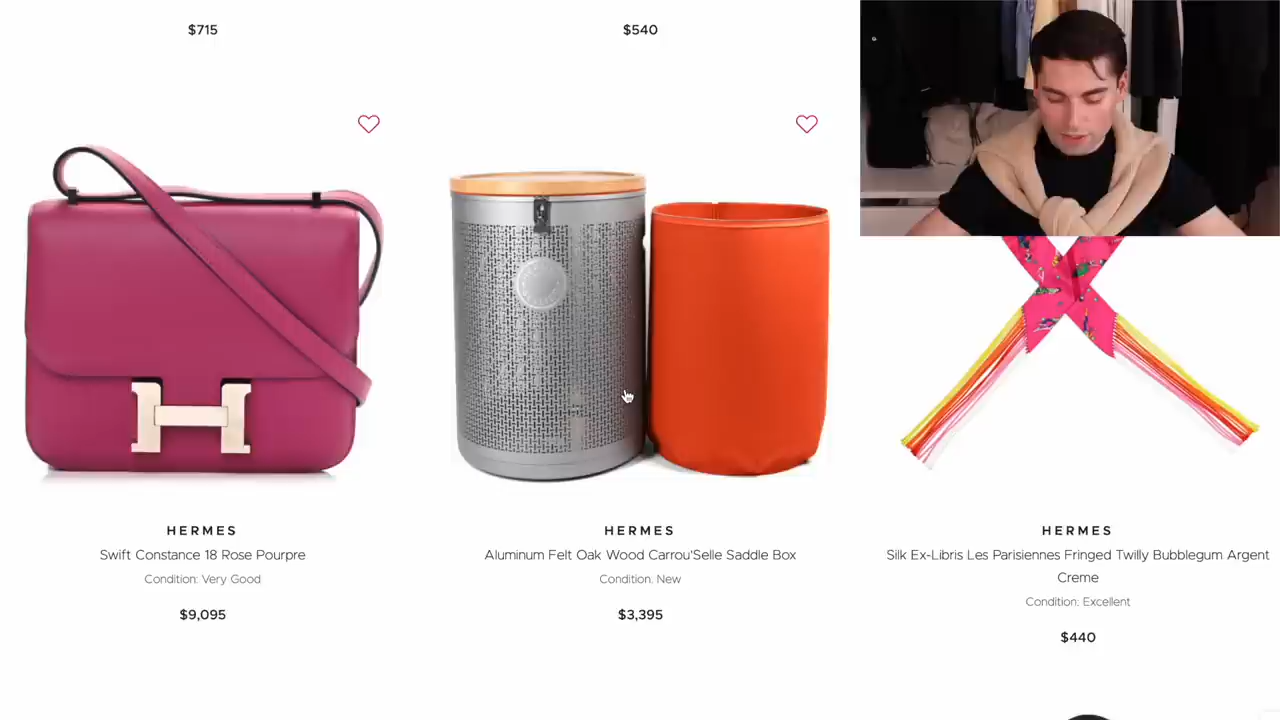 $715
$540
HERMES
Swift Constance 18 Rose Pourpre
Condition: Very Good
$9,095
HERMES
Aluminum Felt Oak Wood Carrou'Selle Saddle Box
Condition: New
$3,395
HERMES
Silk Ex-Libris Les Parisiennes Fringed Twilly Bubblegum Argent
Creme
Condition: Excellent
$440